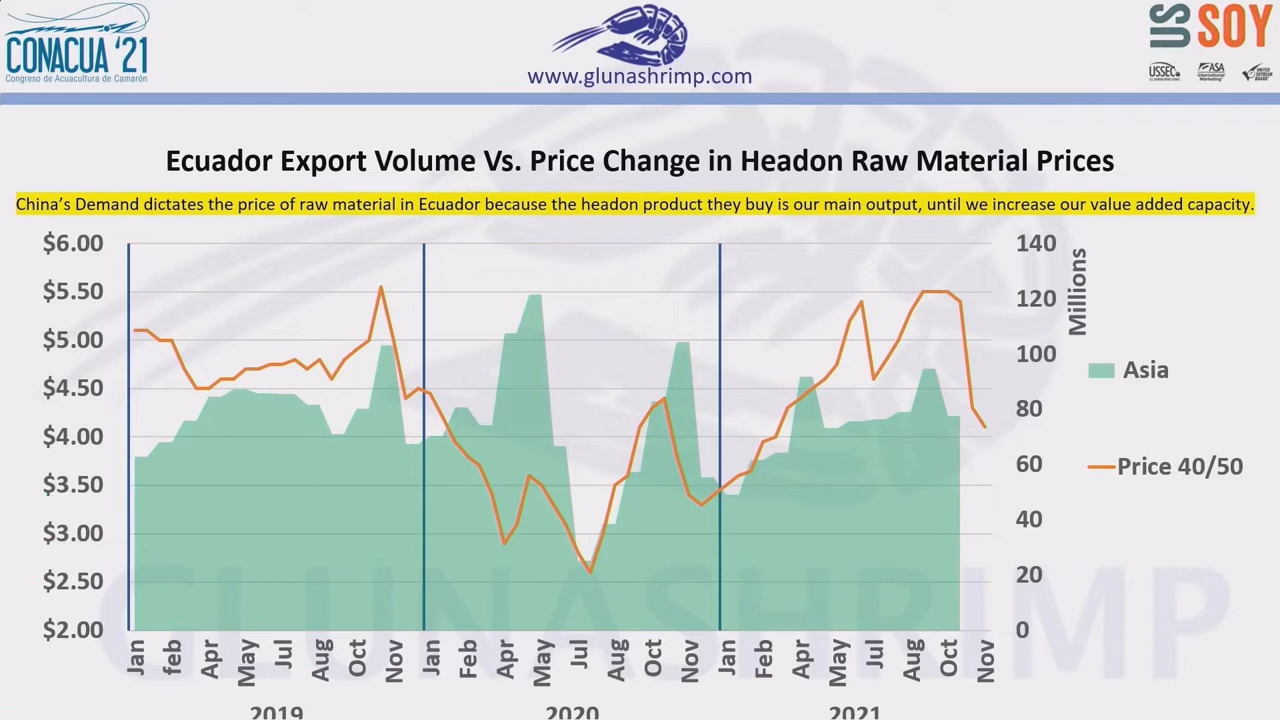 CONACUA '21
Congreso de Acuacultura de Camarón
www.glunashrimp.com
US SOY
USSEC
ASA
International
Marketing
Ecuador Export Volume Vs. Price Change in Headon Raw Material Prices
China's Demand dictates the price of raw material in Ecuador because the headon product they buy is our main output, until we increase our value added capacity.
$6.00
$5.50
$5.00
$4.50
$4.00
$3.50
$3.00
$2.50
$2.00
140
120
100
80
60
40
20
0
Millions
Asia
Price 40/50
Jan feb Apr May Jul Aug Oct Nov Jan Feb Apr May Jul Aug Oct Nov Jan Feb Apr May Jul Aug Oct Nov
2019 2020 2021
GLUNASHRIMP